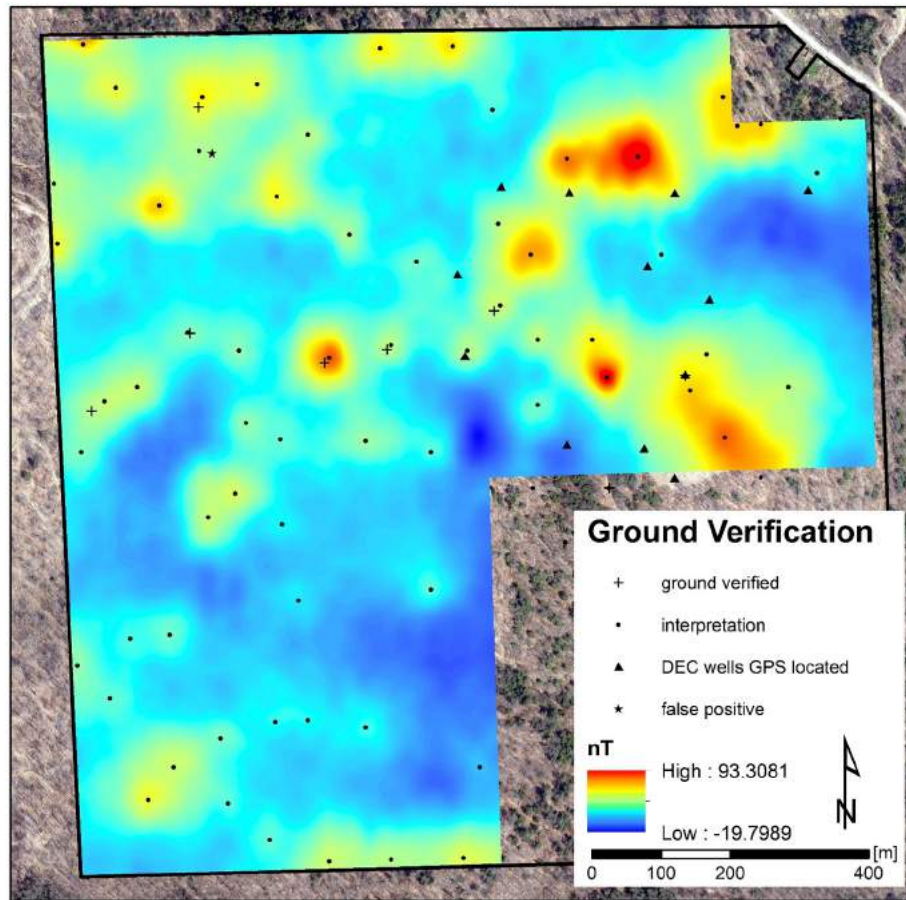 Ground Verification
ground verified
interpretation
DEC wells GPS located
false positive
nT
High : 93.3081
Low : -19.7989
N
[m]
0 100 200 400